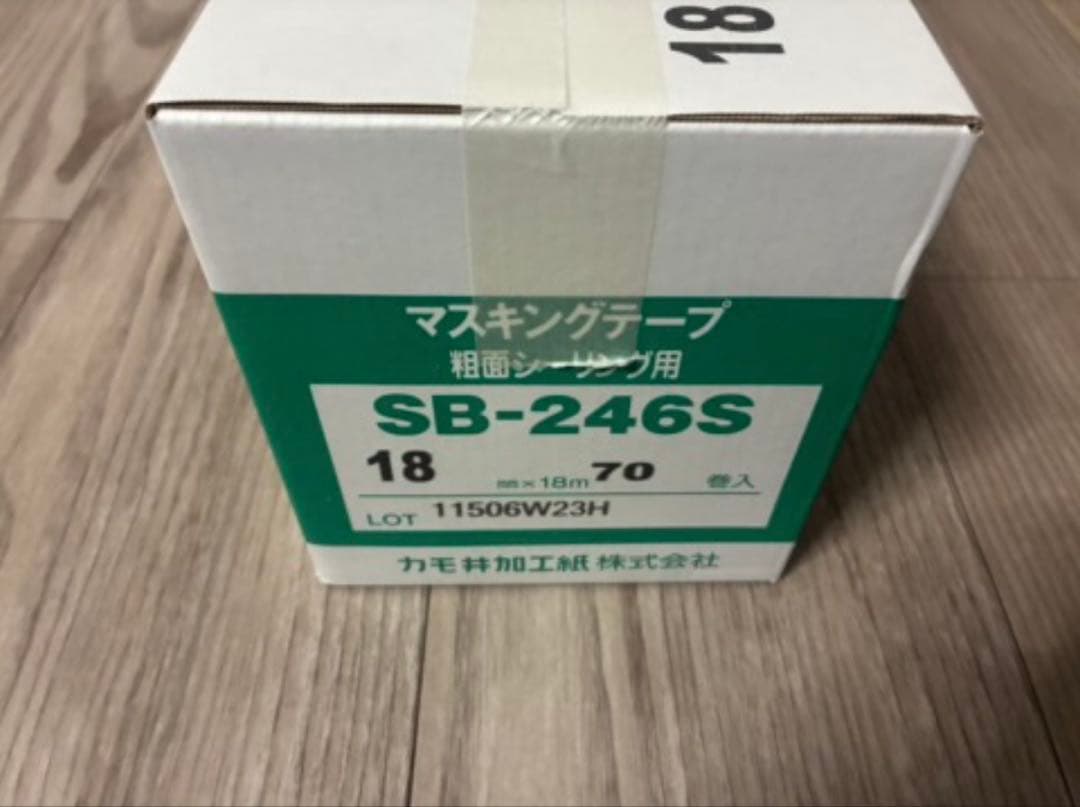 18
マスキングテープ
粗面シーリング用
SB-246S
18 mm×18m 70 巻入
LOT 11506W23H
カモ井加工紙 株式会社